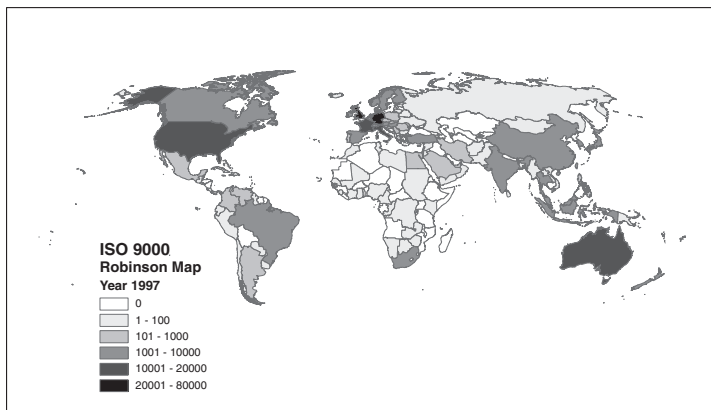 ISO 9000
Robinson Map
Year 1997
0
1 - 100
101 - 1000
1001 - 10000
10001 - 20000
20001 - 80000